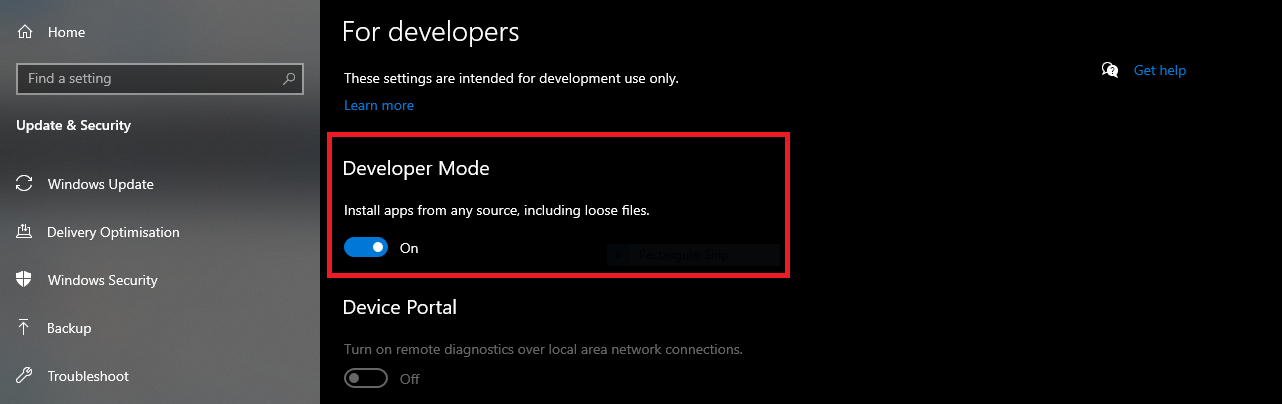 Home
Find a setting
Update & Security
Windows Update
Delivery Optimisation
Windows Security
Backup
Troubleshoot
For developers
These settings are intended for development use only.
Learn more
Get help
Developer Mode
Install apps from any source, including loose files.
On
Rectangular Snip
Device Portal
Turn on remote diagnostics over local area network connections.
Off